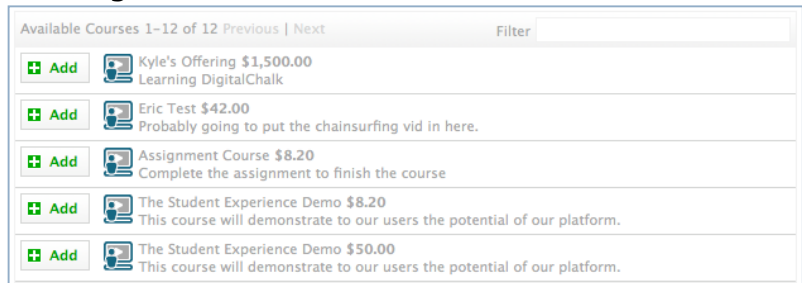 Available Courses 1-12 of 12 Previous | Next Filter
Add Kyle's Offering $1,500.00
Learning DigitalChalk
Add Eric Test $42.00
Probably going to put the chainsurfing vid in here.
Add Assignment Course $8.20
Complete the assignment to finish the course
Add The Student Experience Demo $8.20
This course will demonstrate to our users the potential of our platform.
Add The Student Experience Demo $50.00
This course will demonstrate to our users the potential of our platform.